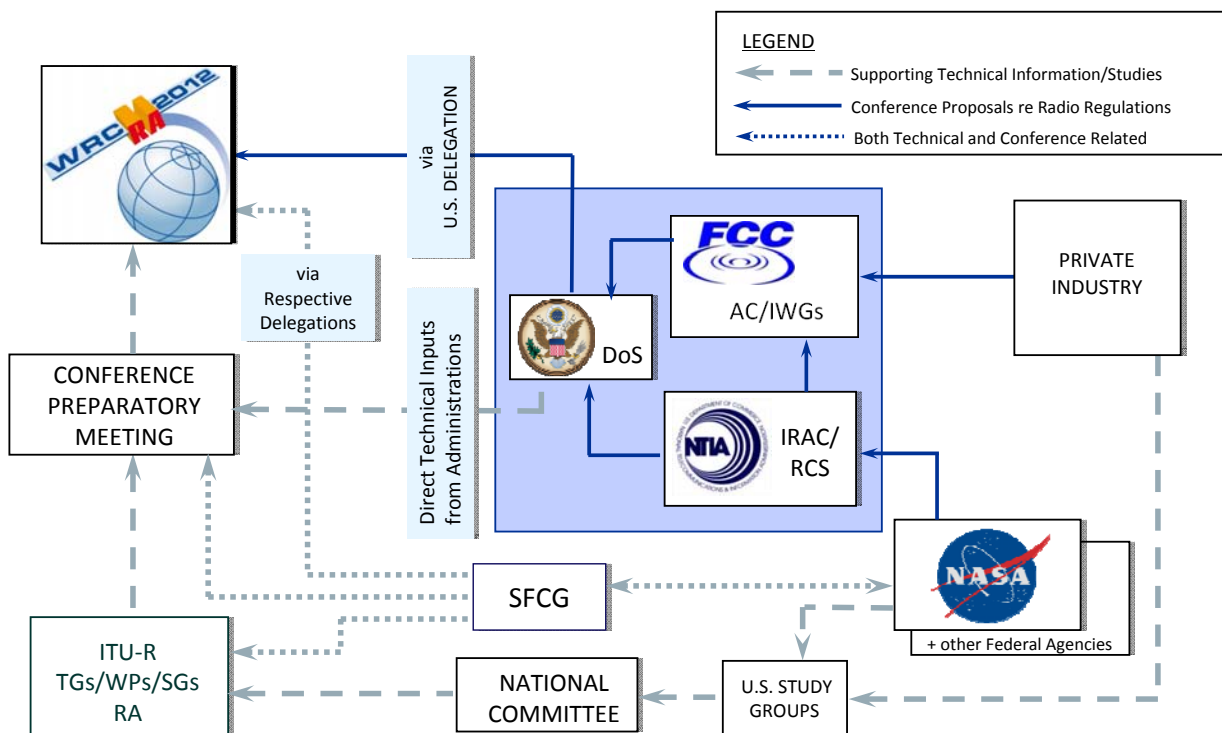 LEGEND
Supporting Technical Information/Studies
Conference Proposals re Radio Regulations
Both Technical and Conference Related
WRC 2012
RA
via
U.S. DELEGATION
FCC
AC/IWGs
PRIVATE
INDUSTRY
via
Respective
Delegations
DoS
Direct Technical Inputs
from Administrations
CONFERENCE
PREPARATORY
MEETING
NTIA
IRAC/
RCS
NASA
+ other Federal Agencies
SFCG
ITU-R
TGs/WPs/SGs
RA
NATIONAL
COMMITTEE
U.S. STUDY
GROUPS